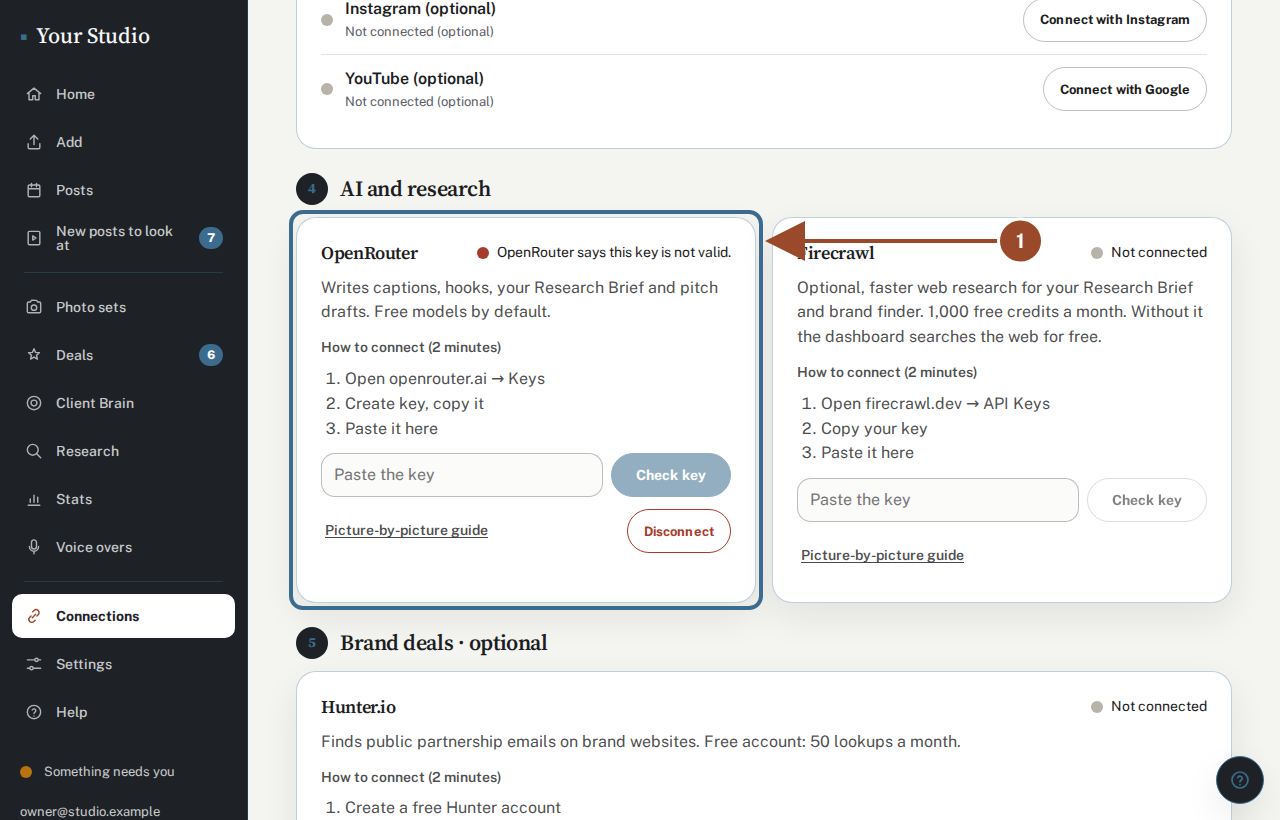 Your Studio
Home
Add
Posts
New posts to look
at
7
Photo sets
Deals
6
Client Brain
Research
Stats
Voice overs
Connections
Settings
Help
Something needs you
owner@studio.example
Instagram (optional)
Not connected (optional)
Connect with Instagram
YouTube (optional)
Not connected (optional)
Connect with Google
4
AI and research
OpenRouter
OpenRouter says this key is not valid.
Writes captions, hooks, your Research Brief and pitch
drafts. Free models by default.
How to connect (2 minutes)
1. Open openrouter.ai → Keys
2. Create key, copy it
3. Paste it here
Paste the key
Check key
Picture-by-picture guide
Disconnect
1
Firecrawl
Not connected
Optional, faster web research for your Research Brief
and brand finder. 1,000 free credits a month. Without it
the dashboard searches the web for free.
How to connect (2 minutes)
1. Open firecrawl.dev → API Keys
2. Copy your key
3. Paste it here
Paste the key
Check key
Picture-by-picture guide
5
Brand deals · optional
Hunter.io
Not connected
Finds public partnership emails on brand websites. Free account: 50 lookups a month.
How to connect (2 minutes)
1. Create a free Hunter account